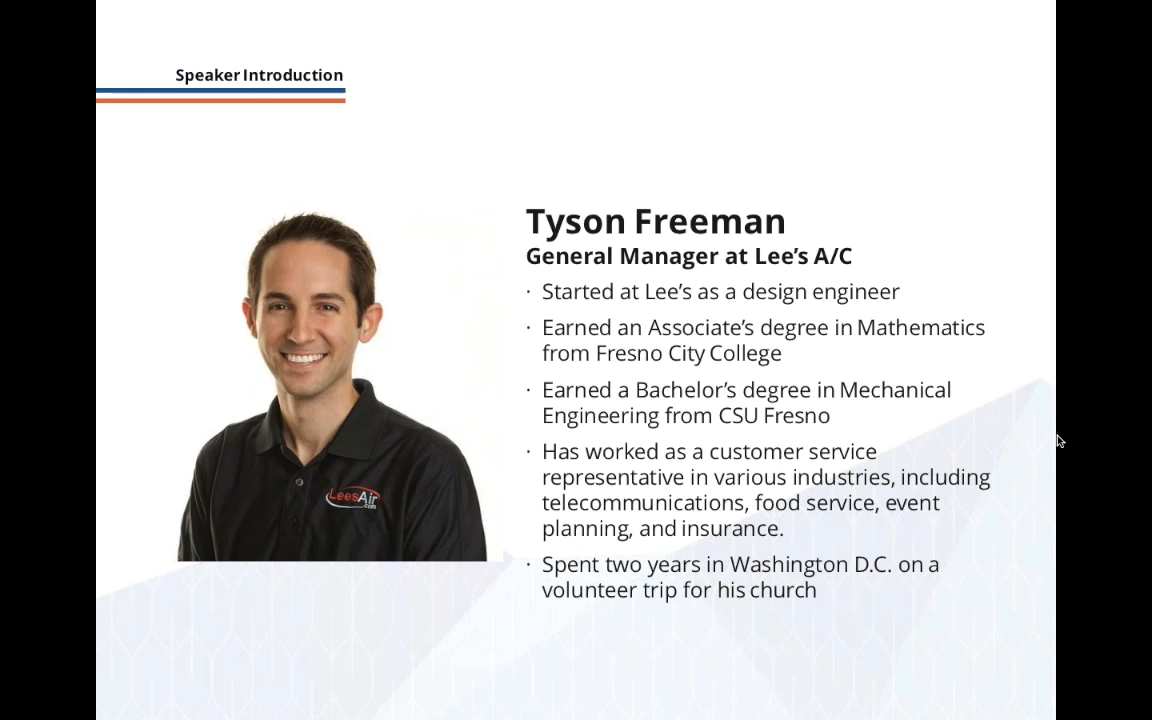 Speaker Introduction
Tyson Freeman
General Manager at Lee's A/C
· Started at Lee's as a design engineer
· Earned an Associate's degree in Mathematics
from Fresno City College
· Earned a Bachelor's degree in Mechanical
Engineering from CSU Fresno
· Has worked as a customer service
representative in various industries, including
telecommunications, food service, event
planning, and insurance.
· Spent two years in Washington D.C. on a
volunteer trip for his church
LeesAir
.com